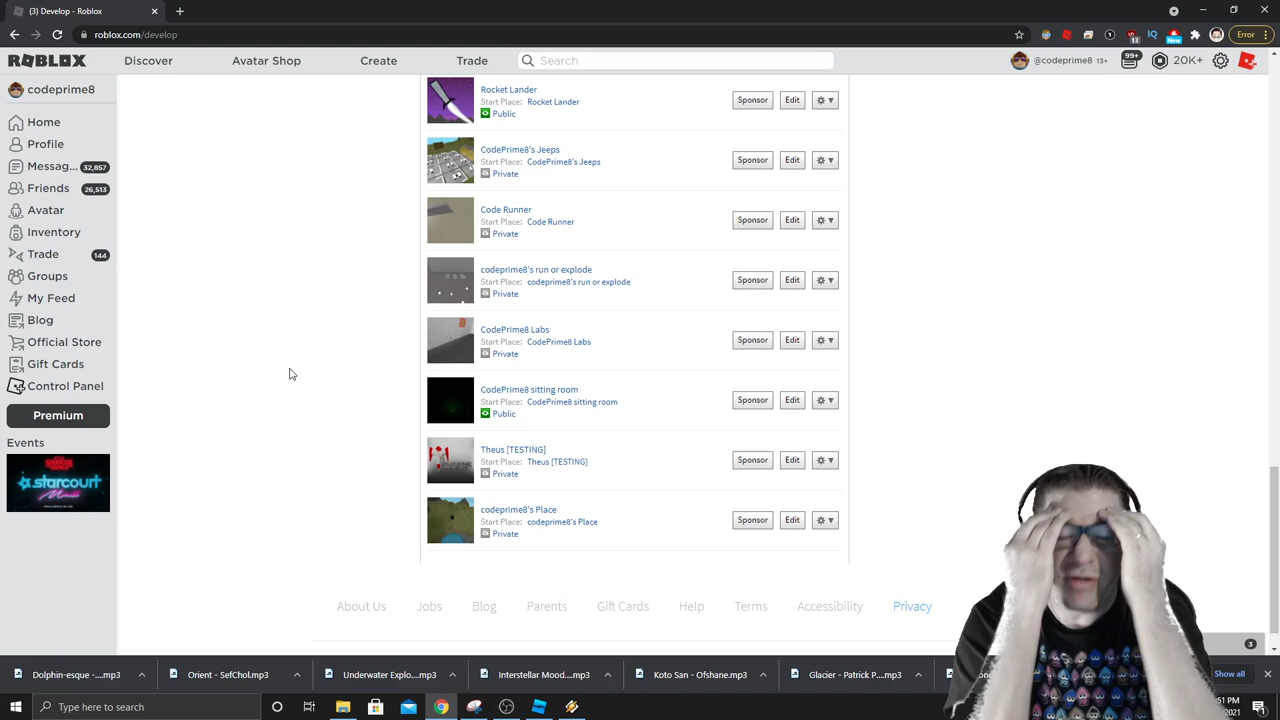 (3) Develop - Roblox
roblox.com/develop
13
New
Error
ROBLOX
Discover
Avatar Shop
Create
Trade
Search
@codeprime8 13+
99+
20K+
codeprime8
Home
Profile
Messag... 32,857
Friends 26,513
Avatar
Inventory
Trade 144
Groups
My Feed
Blog
Official Store
Gift Cards
Control Panel
Premium
Events
starcourt
Rocket Lander
Start Place: Rocket Lander
Public
Sponsor Edit
CodePrime8's Jeeps
Start Place: CodePrime8's Jeeps
Private
Sponsor Edit
Code Runner
Start Place: Code Runner
Private
Sponsor Edit
codeprime8's run or explode
Start Place: codeprime8's run or explode
Private
Sponsor Edit
CodePrime8 Labs
Start Place: CodePrime8 Labs
Private
Sponsor Edit
CodePrime8 sitting room
Start Place: CodePrime8 sitting room
Public
Sponsor Edit
Theus [TESTING]
Start Place: Theus [TESTING]
Private
Sponsor Edit
codeprime8's Place
Start Place: codeprime8's Place
Private
Sponsor Edit
About Us Jobs Blog Parents Gift Cards Help Terms Accessibility Privacy
3
Dolphin-esque -....mp3
Orient - SefChol.mp3
Underwater Explo....mp3
Interstellar Mood....mp3
Koto San - Ofshane.mp3
Glacier - Patrick P....mp3
Show all
Type here to search
:51 PM
2021